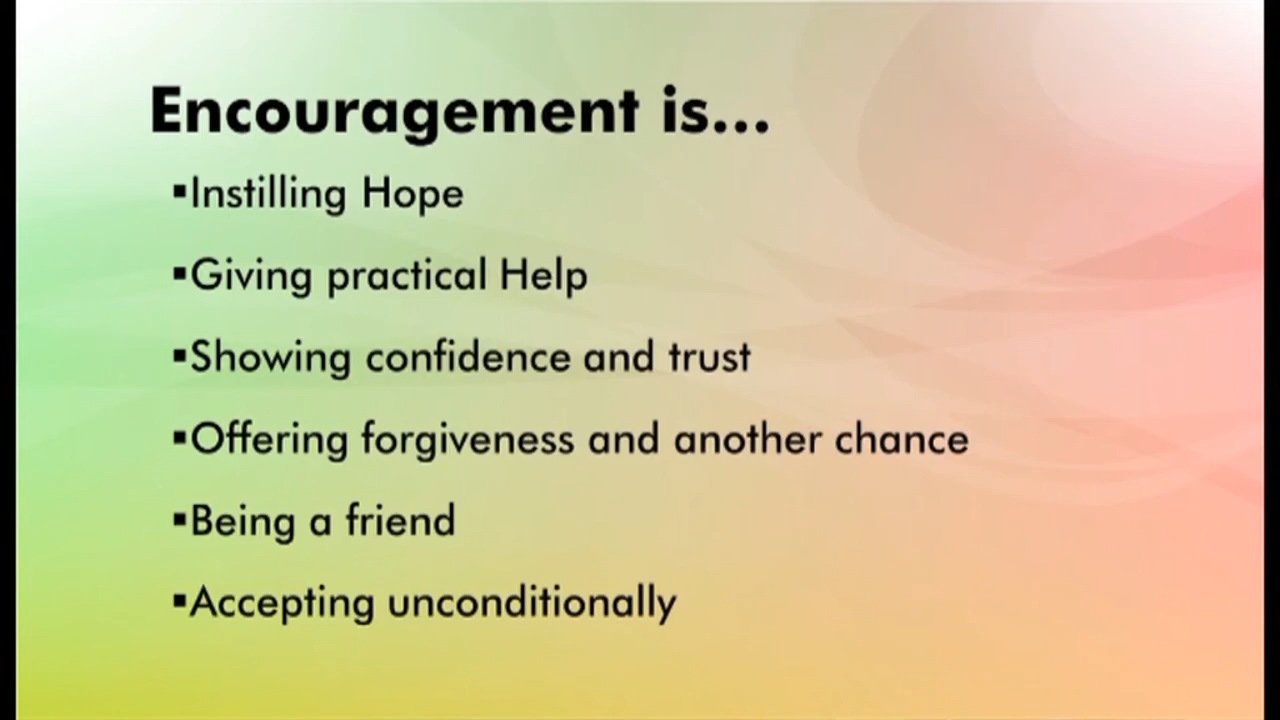 Encouragement is...
▪Instilling Hope
▪Giving practical Help
▪Showing confidence and trust
▪Offering forgiveness and another chance
▪Being a friend
▪Accepting unconditionally